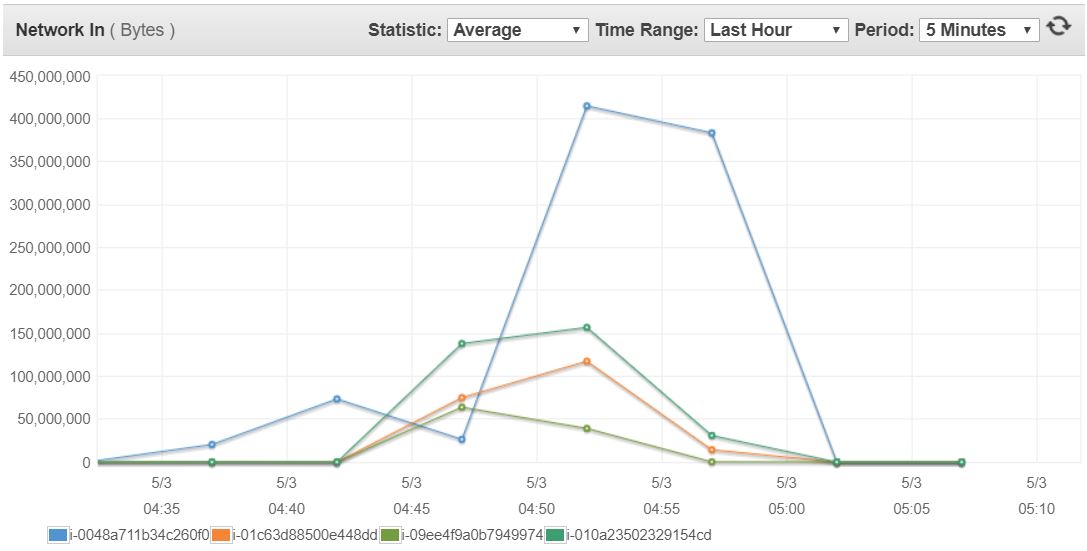 Network In ( Bytes ) Statistic: Average Time Range: Last Hour Period: 5 Minutes
450,000,000
400,000,000
350,000,000
300,000,000
250,000,000
200,000,000
150,000,000
100,000,000
50,000,000
0
5/3 5/3 5/3 5/3 5/3 5/3 5/3 5/3
04:35 04:40 04:45 04:50 04:55 05:00 05:05 05:10
i-0048a711b34c260f0 i-01c63d88500e448dd i-09ee4f9a0b7949974 i-010a23502329154cd